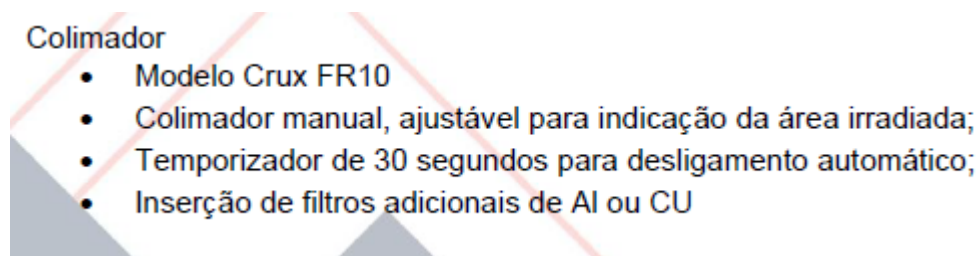 Colimador
• Modelo Crux FR10
• Colimador manual, ajustável para indicação da área irradiada;
• Temporizador de 30 segundos para desligamento automático;
• Inserção de filtros adicionais de Al ou CU